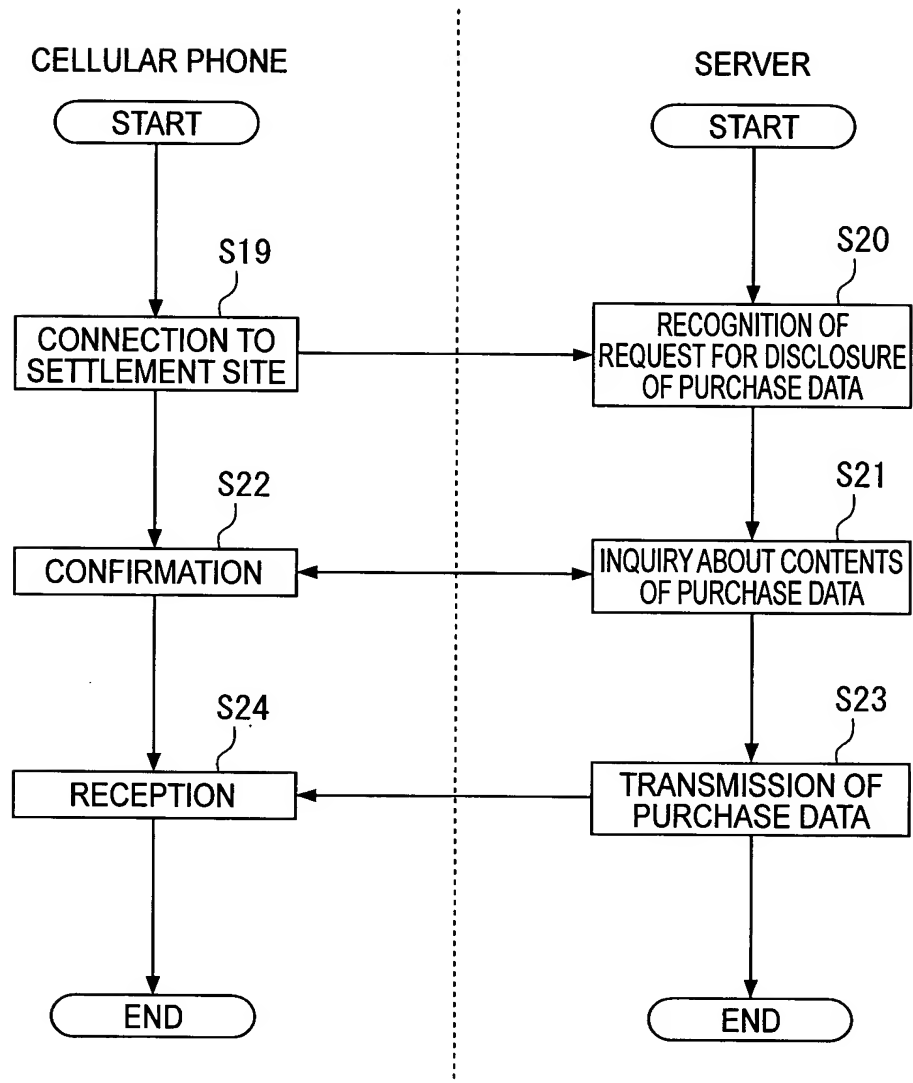 CELLULAR PHONE
START
S19
CONNECTION TO
SETTLEMENT SITE
S22
CONFIRMATION
S24
RECEPTION
END
SERVER
START
S20
RECOGNITION OF
REQUEST FOR DISCLOSURE
OF PURCHASE DATA
S21
INQUIRY ABOUT CONTENTS
OF PURCHASE DATA
S23
TRANSMISSION OF
PURCHASE DATA
END